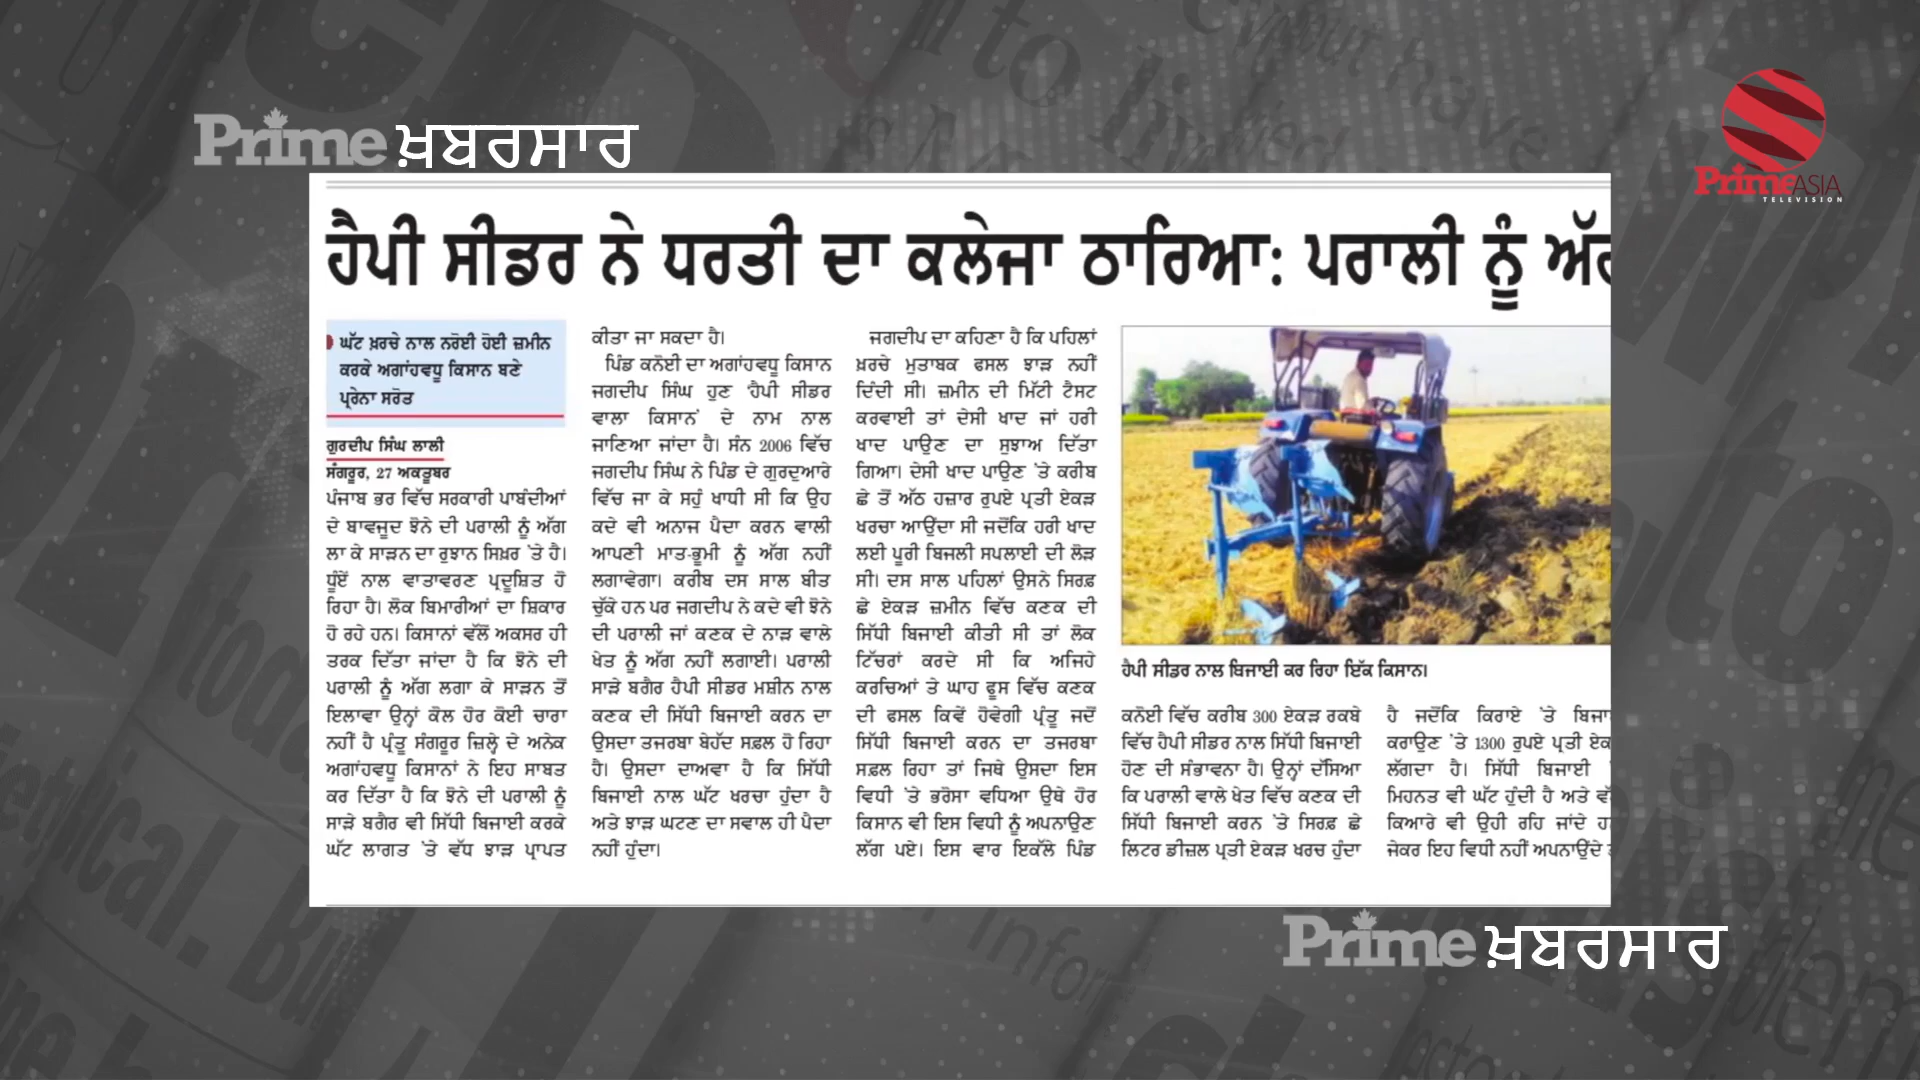 Prime ਖ਼ਬਰਸਾਰ
Prime ASIA
TELEVISION
ਹੈਪੀ ਸੀਡਰ ਨੇ ਧਰਤੀ ਦਾ ਕਲੇਜਾ ਠਾਰਿਆ: ਪਰਾਲੀ ਨੂੰ
ਘੱਟ ਖ਼ਰਚੇ ਨਾਲ ਨਰੋਈ ਹੋਈ ਜ਼ਮੀਨ
ਕਰਕੇ ਅਗਾਂਹਵਧੂ ਕਿਸਾਨ ਬਣੇ
ਪ੍ਰੇਰਨਾ ਸਰੋਤ
ਗੁਰਦੀਪ ਸਿੰਘ ਲਾਲੀ
ਸੰਗਰੂਰ, 27 ਅਕਤੂਬਰ
ਪੰਜਾਬ ਭਰ ਵਿੱਚ ਸਰਕਾਰੀ ਪਾਬੰਦੀਆਂ
ਦੇ ਬਾਵਜੂਦ ਝੋਨੇ ਦੀ ਪਰਾਲੀ ਨੂੰ ਅੱਗ
ਲਾ ਕੇ ਸਾੜਨ ਦਾ ਰੁਝਾਨ ਸਿਖ਼ਰ 'ਤੇ ਹੈ।
ਧੂੰਏਂ ਨਾਲ ਵਾਤਾਵਰਣ ਪ੍ਰਦੂਸ਼ਿਤ ਹੋ
ਰਿਹਾ ਹੈ। ਲੋਕ ਬਿਮਾਰੀਆਂ ਦਾ ਸ਼ਿਕਾਰ
ਹੋ ਰਹੇ ਹਨ। ਕਿਸਾਨਾਂ ਵੱਲੋਂ ਅਕਸਰ ਹੀ
ਤਰਕ ਦਿੱਤਾ ਜਾਂਦਾ ਹੈ ਕਿ ਝੋਨੇ ਦੀ
ਪਰਾਲੀ ਨੂੰ ਅੱਗ ਲਗਾ ਕੇ ਸਾੜਨ ਤੋਂ
ਇਲਾਵਾ ਉਨ੍ਹਾਂ ਕੋਲ ਹੋਰ ਕੋਈ ਚਾਰਾ
ਨਹੀਂ ਹੈ ਪ੍ਰੰਤੂ ਸੰਗਰੂਰ ਜ਼ਿਲ੍ਹੇ ਦੇ ਅਨੇਕ
ਅਗਾਂਹਵਧੂ ਕਿਸਾਨਾਂ ਨੇ ਇਹ ਸਾਬਤ
ਕਰ ਦਿੱਤਾ ਹੈ ਕਿ ਝੋਨੇ ਦੀ ਪਰਾਲੀ ਨੂੰ
ਸਾੜੇ ਬਗੈਰ ਵੀ ਸਿੱਧੀ ਬਿਜਾਈ ਕਰਕੇ
ਘੱਟ ਲਾਗਤ 'ਤੇ ਵੱਧ ਝਾੜ ਪ੍ਰਾਪਤ
ਕੀਤਾ ਜਾ ਸਕਦਾ ਹੈ।
ਪਿੰਡ ਕਨੋਈ ਦਾ ਅਗਾਂਹਵਧੂ ਕਿਸਾਨ
ਜਗਦੀਪ ਸਿੰਘ ਹੁਣ 'ਹੈਪੀ ਸੀਡਰ
ਵਾਲਾ ਕਿਸਾਨ' ਦੇ ਨਾਮ ਨਾਲ
ਜਾਣਿਆ ਜਾਂਦਾ ਹੈ। ਸੰਨ 2006 ਵਿੱਚ
ਜਗਦੀਪ ਸਿੰਘ ਨੇ ਪਿੰਡ ਦੇ ਗੁਰਦੁਆਰੇ
ਵਿੱਚ ਜਾ ਕੇ ਸਹੁੰ ਖਾਧੀ ਸੀ ਕਿ ਉਹ
ਕਦੇ ਵੀ ਅਨਾਜ ਪੈਦਾ ਕਰਨ ਵਾਲੀ
ਆਪਣੀ ਮਾਤ-ਭੂਮੀ ਨੂੰ ਅੱਗ ਨਹੀਂ
ਲਗਾਵੇਗਾ। ਕਰੀਬ ਦਸ ਸਾਲ ਬੀਤ
ਚੁੱਕੇ ਹਨ ਪਰ ਜਗਦੀਪ ਨੇ ਕਦੇ ਵੀ ਝੋਨੇ
ਦੀ ਪਰਾਲੀ ਜਾਂ ਕਣਕ ਦੇ ਨਾੜ ਵਾਲੇ
ਖੇਤ ਨੂੰ ਅੱਗ ਨਹੀਂ ਲਗਾਈ। ਪਰਾਲੀ
ਸਾੜੇ ਬਗੈਰ ਹੈਪੀ ਸੀਡਰ ਮਸ਼ੀਨ ਨਾਲ
ਕਣਕ ਦੀ ਸਿੱਧੀ ਬਿਜਾਈ ਕਰਨ ਦਾ
ਉਸਦਾ ਤਜਰਬਾ ਬੇਹੱਦ ਸਫ਼ਲ ਹੋ ਰਿਹਾ
ਹੈ। ਉਸਦਾ ਦਾਅਵਾ ਹੈ ਕਿ ਸਿੱਧੀ
ਬਿਜਾਈ ਨਾਲ ਘੱਟ ਖਰਚਾ ਹੁੰਦਾ ਹੈ
ਅਤੇ ਝਾੜ ਘਟਣ ਦਾ ਸਵਾਲ ਹੀ ਪੈਦਾ
ਨਹੀਂ ਹੁੰਦਾ।
ਜਗਦੀਪ ਦਾ ਕਹਿਣਾ ਹੈ ਕਿ ਪਹਿਲਾਂ
ਖ਼ਰਚੇ ਮੁਤਾਬਕ ਫਸਲ ਝਾੜ ਨਹੀਂ
ਦਿੰਦੀ ਸੀ। ਜ਼ਮੀਨ ਦੀ ਮਿੱਟੀ ਟੈਸਟ
ਕਰਵਾਈ ਤਾਂ ਦੇਸੀ ਖਾਦ ਜਾਂ ਹਰੀ
ਖਾਦ ਪਾਉਣ ਦਾ ਸੁਝਾਅ ਦਿੱਤਾ
ਗਿਆ। ਦੇਸੀ ਖਾਦ ਪਾਉਣ 'ਤੇ ਕਰੀਬ
ਛੇ ਤੋਂ ਅੱਠ ਹਜ਼ਾਰ ਰੁਪਏ ਪ੍ਰਤੀ ਏਕੜ
ਖਰਚਾ ਆਉਂਦਾ ਸੀ ਜਦੋਂਕਿ ਹਰੀ ਖਾਦ
ਲਈ ਪੂਰੀ ਬਿਜਲੀ ਸਪਲਾਈ ਦੀ ਲੋੜ
ਸੀ। ਦਸ ਸਾਲ ਪਹਿਲਾਂ ਉਸਨੇ ਸਿਰਫ਼
ਛੇ ਏਕੜ ਜ਼ਮੀਨ ਵਿੱਚ ਕਣਕ ਦੀ
ਸਿੱਧੀ ਬਿਜਾਈ ਕੀਤੀ ਸੀ ਤਾਂ ਲੋਕ
ਟਿੱਚਰਾਂ ਕਰਦੇ ਸੀ ਕਿ ਅਜਿਹੇ
ਕਰਚਿਆਂ ਤੇ ਘਾਹ ਫੂਸ ਵਿੱਚ ਕਣਕ
ਦੀ ਫਸਲ ਕਿਵੇਂ ਹੋਵੇਗੀ ਪ੍ਰੰਤੂ ਜਦੋਂ
ਸਿੱਧੀ ਬਿਜਾਈ ਕਰਨ ਦਾ ਤਜਰਬਾ
ਸਫ਼ਲ ਰਿਹਾ ਤਾਂ ਜਿਥੇ ਉਸਦਾ ਇਸ
ਵਿਧੀ 'ਤੇ ਭਰੋਸਾ ਵਧਿਆ ਉਥੇ ਹੋਰ
ਕਿਸਾਨ ਵੀ ਇਸ ਵਿਧੀ ਨੂੰ ਅਪਨਾਉਣ
ਲੱਗ ਪਏ। ਇਸ ਵਾਰ ਇਕੱਲੇ ਪਿੰਡ
ਹੈਪੀ ਸੀਡਰ ਨਾਲ ਬਿਜਾਈ ਕਰ ਰਿਹਾ ਇੱਕ ਕਿਸਾਨ।
ਕਨੋਈ ਵਿੱਚ ਕਰੀਬ 300 ਏਕੜ ਰਕਬੇ
ਵਿੱਚ ਹੈਪੀ ਸੀਡਰ ਨਾਲ ਸਿੱਧੀ ਬਿਜਾਈ
ਹੋਣ ਦੀ ਸੰਭਾਵਨਾ ਹੈ। ਉਨ੍ਹਾਂ ਦੱਸਿਆ
ਕਿ ਪਰਾਲੀ ਵਾਲੇ ਖੇਤ ਵਿੱਚ ਕਣਕ ਦੀ
ਸਿੱਧੀ ਬਿਜਾਈ ਕਰਨ 'ਤੇ ਸਿਰਫ਼ ਛੇ
ਲਿਟਰ ਡੀਜ਼ਲ ਪ੍ਰਤੀ ਏਕੜ ਖਰਚ ਹੁੰਦਾ
ਹੈ ਜਦੋਂਕਿ ਕਿਰਾਏ 'ਤੇ
ਕਰਾਉਣ 'ਤੇ 1300 ਰੁਪਏ ਪ੍ਰਤੀ
ਲੱਗਦਾ ਹੈ। ਸਿੱਧੀ ਬਿਜਾਈ
ਮਿਹਨਤ ਵੀ ਘੱਟ ਹੁੰਦੀ ਹੈ ਅਤੇ
ਕਿਆਰੇ ਵੀ ਉਹੀ ਰਹਿ ਜਾਂਦੇ
ਜੇਕਰ ਇਹ ਵਿਧੀ ਨਹੀਂ ਅਪਨਾਉਂਦੇ
Prime ਖ਼ਬਰਸਾਰ